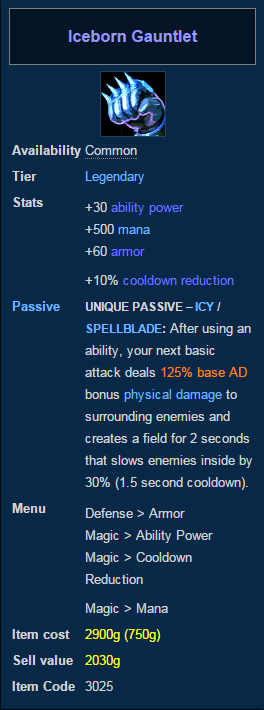 Iceborn Gauntlet
Availability Common
Tier Legendary
Stats +30 ability power
+500 mana
+60 armor
+10% cooldown reduction
Passive UNIQUE PASSIVE – ICY /
SPELLBLADE: After using an
ability, your next basic
attack deals 125% base AD
bonus physical damage to
surrounding enemies and
creates a field for 2 seconds
that slows enemies inside by
30% (1.5 second cooldown).
Menu Defense > Armor
Magic > Ability Power
Magic > Cooldown
Reduction
Magic > Mana
Item cost 2900g (750g)
Sell value 2030g
Item Code 3025